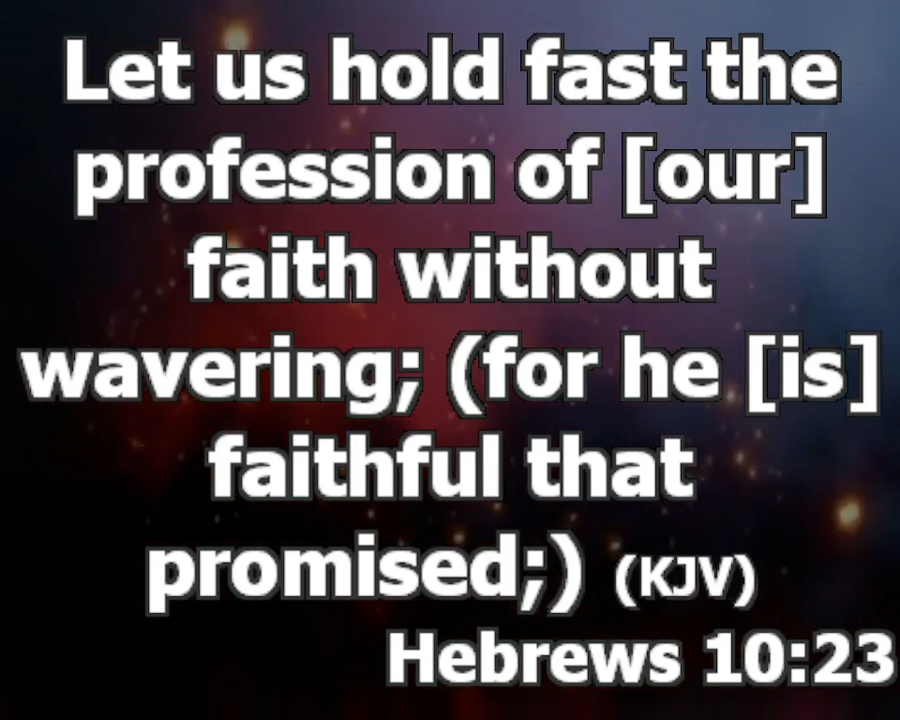 Let us hold fast the
profession of [our]
faith without
wavering; (for he [is]
faithful that
promised;) (KJV)
Hebrews 10:23